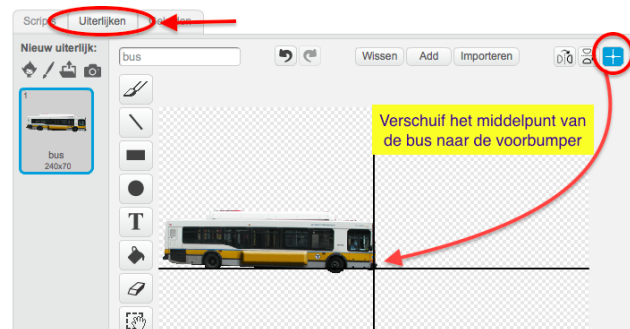 Scripts Uiterlijken
Nieuw uiterlijk:
bus
Wissen Add Importeren
1
bus
240x70
Verschuif het middelpunt van
de bus naar de voorbumper
T